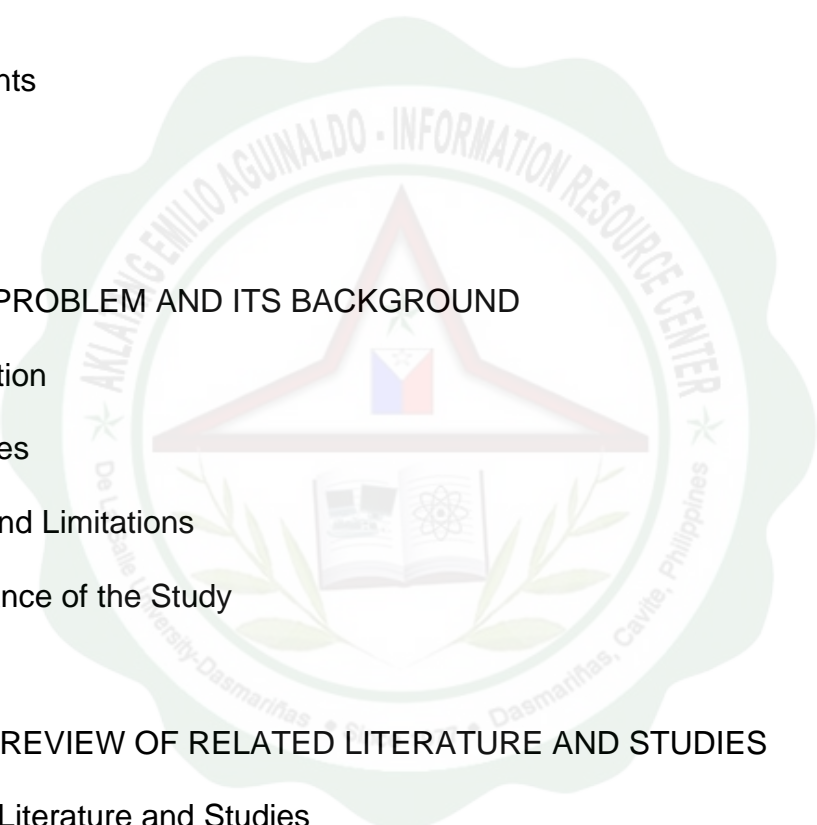 nts
PROBLEM AND ITS BACKGROUND
tion
es
nd Limitations
nce of the Study
REVIEW OF RELATED LITERATURE AND STUDIES
Literature and Studies
AKLATANG EMILIO AGUINALDO - INFORMATION RESOURCE CENTER
De La Salle University-Dasmariñas
Dasmariñas, Cavite, Philippines